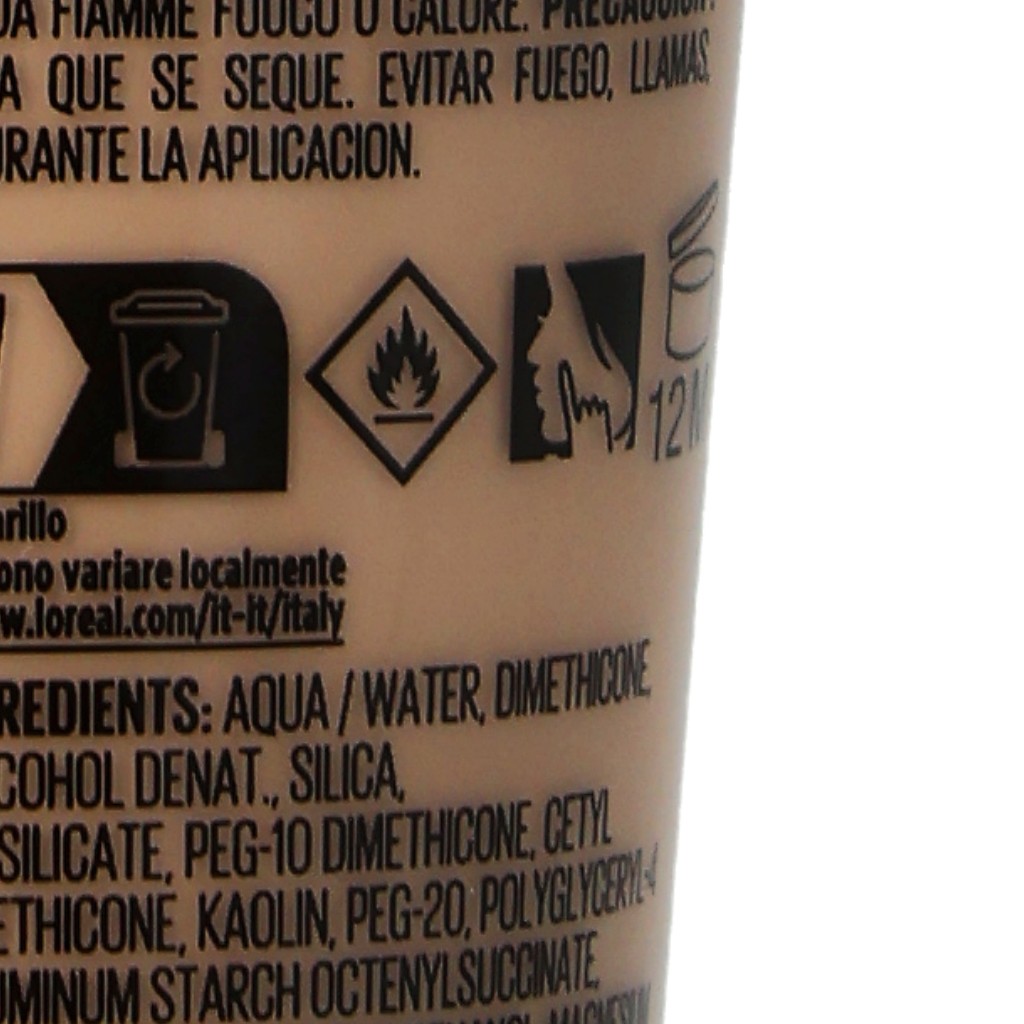 DA FIAMME FUOCO O CALORE. PRECAUCION:
A QUE SE SEQUE. EVITAR FUEGO, LLAMAS,
URANTE LA APLICACION.
12 M
arillo
ono variare localmente
w.loreal.com/it-it/italy
REDIENTS: AQUA / WATER, DIMETHICONE,
COHOL DENAT., SILICA,
SILICATE, PEG-10 DIMETHICONE, CETYL
ETHICONE, KAOLIN, PEG-20, POLYGLYCERYL-4
UMINUM STARCH OCTENYLSUCCINATE,